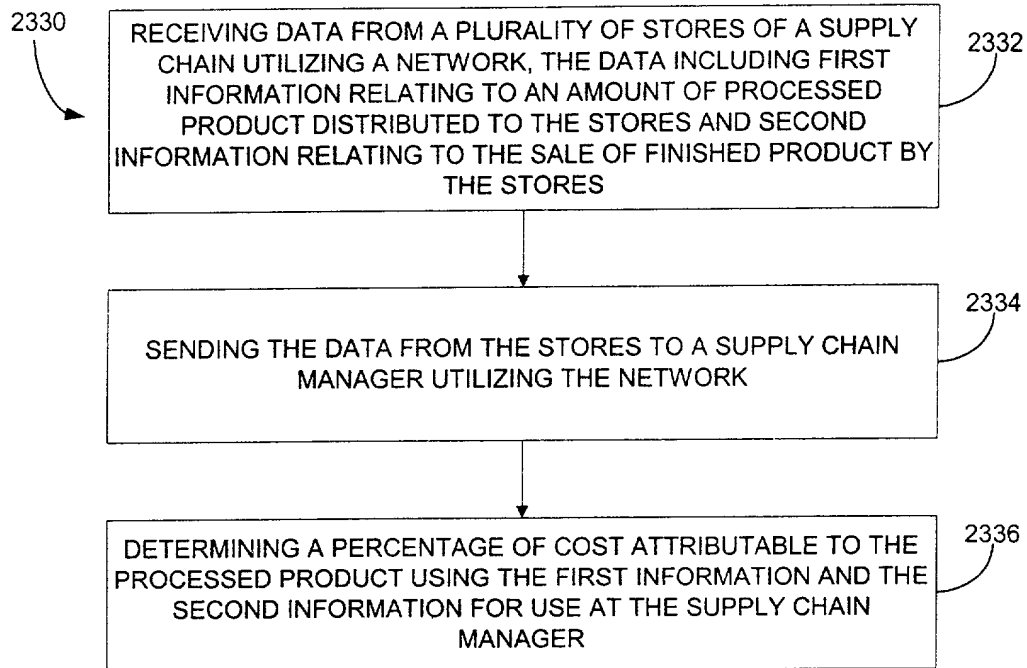 2330
RECEIVING DATA FROM A PLURALITY OF STORES OF A SUPPLY
CHAIN UTILIZING A NETWORK, THE DATA INCLUDING FIRST
INFORMATION RELATING TO AN AMOUNT OF PROCESSED
PRODUCT DISTRIBUTED TO THE STORES AND SECOND
INFORMATION RELATING TO THE SALE OF FINISHED PRODUCT BY
THE STORES
2332
SENDING THE DATA FROM THE STORES TO A SUPPLY CHAIN
MANAGER UTILIZING THE NETWORK
2334
DETERMINING A PERCENTAGE OF COST ATTRIBUTABLE TO THE
PROCESSED PRODUCT USING THE FIRST INFORMATION AND THE
SECOND INFORMATION FOR USE AT THE SUPPLY CHAIN
MANAGER
2336